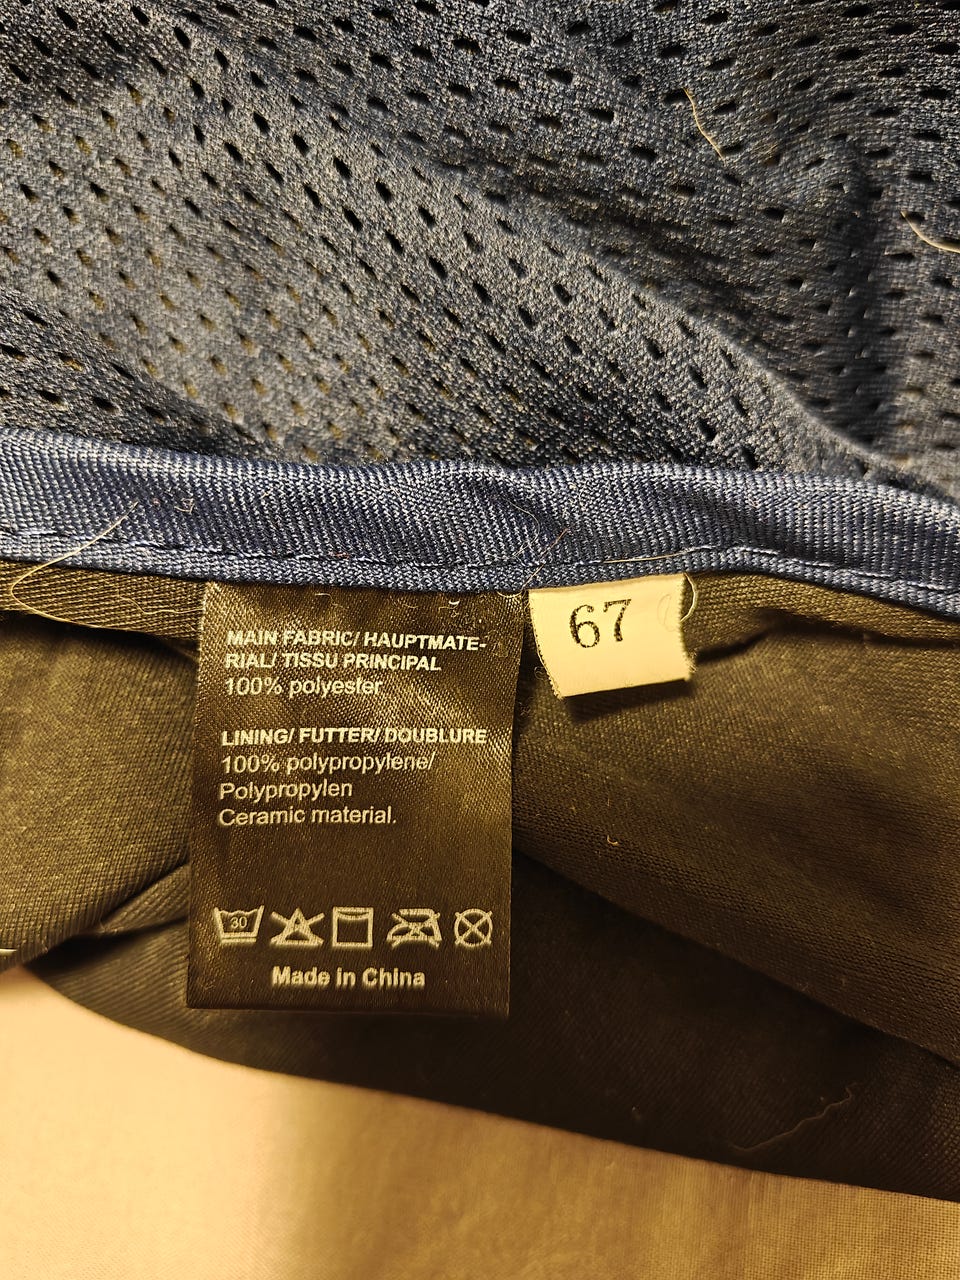 MAIN FABRIC/ HAUPTMATE-
RIAL/ TISSU PRINCIPAL
100% polyester
LINING/ FUTTER/ DOUBLURE
100% polypropylene/
Polypropylen
Ceramic material.
30
Made in China
67